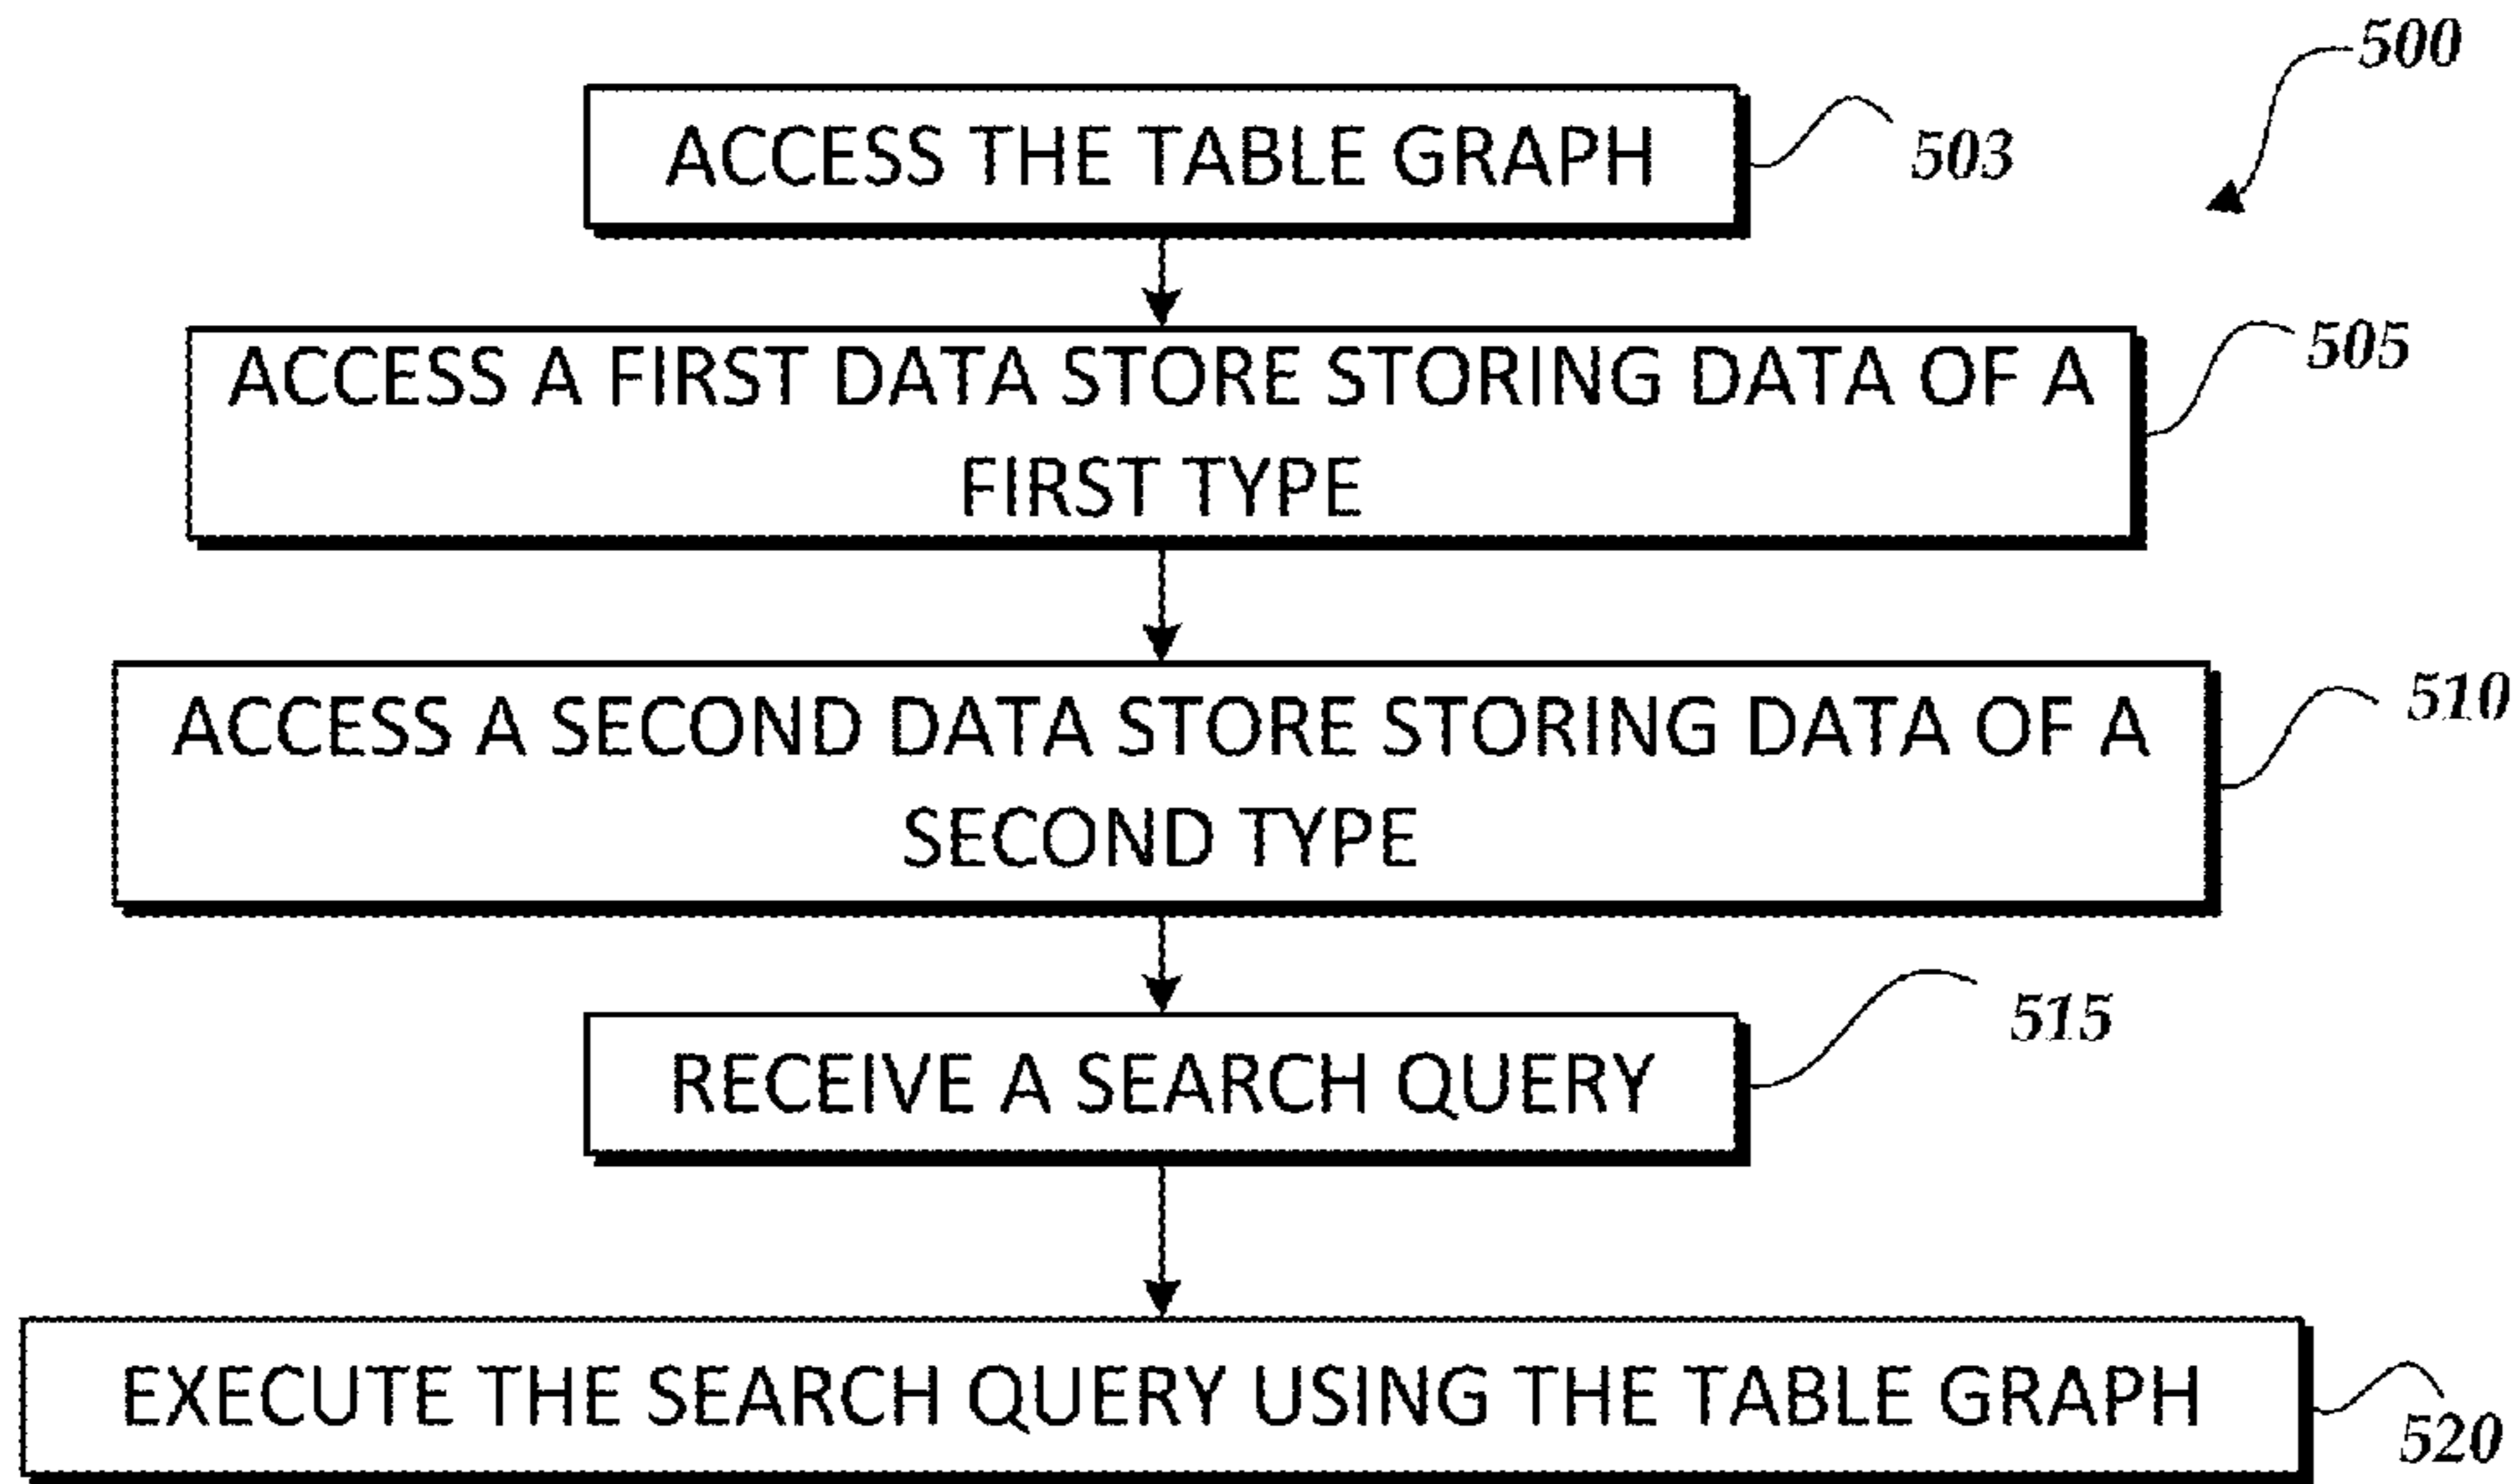 500
ACCESS THE TABLE GRAPH
503
ACCESS A FIRST DATA STORE STORING DATA OF A
FIRST TYPE
505
ACCESS A SECOND DATA STORE STORING DATA OF A
SECOND TYPE
510
RECEIVE A SEARCH QUERY
515
EXECUTE THE SEARCH QUERY USING THE TABLE GRAPH
520